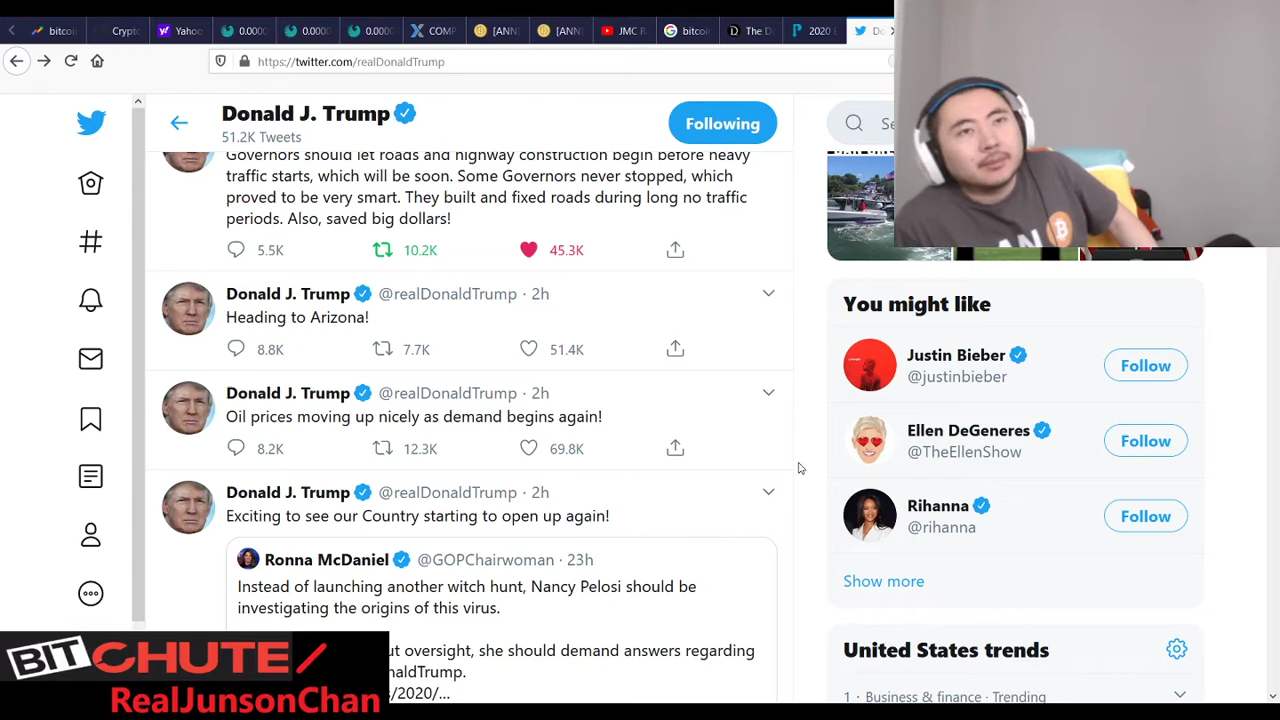 bitcoin
Crypto
Yahoo
0.0000
0.0000
0.0000
COMP
[ANN]
[ANN]
JMC R
bitcoi
The D
2020
https://twitter.com/realDonaldTrump
Donald J. Trump
51.2K Tweets
Following
Governors should let roads and highway construction begin before heavy
traffic starts, which will be soon. Some Governors never stopped, which
proved to be very smart. They built and fixed roads during long no traffic
periods. Also, saved big dollars!
5.5K 10.2K 45.3K
Donald J. Trump @realDonaldTrump · 2h
Heading to Arizona!
8.8K 7.7K 51.4K
Donald J. Trump @realDonaldTrump · 2h
Oil prices moving up nicely as demand begins again!
8.2K 12.3K 69.8K
Donald J. Trump @realDonaldTrump · 2h
Exciting to see our Country starting to open up again!
Ronna McDaniel @GOPChairwoman · 23h
Instead of launching another witch hunt, Nancy Pelosi should be
investigating the origins of this virus.
ut oversight, she should demand answers regarding
naldTrump.
s/2020/...
You might like
Justin Bieber
@justinbieber
Follow
Ellen DeGeneres
@TheEllenShow
Follow
Rihanna
@rihanna
Follow
Show more
United States trends
1 · Business & finance · Trending
BITCHUTE/
RealJunsonChan